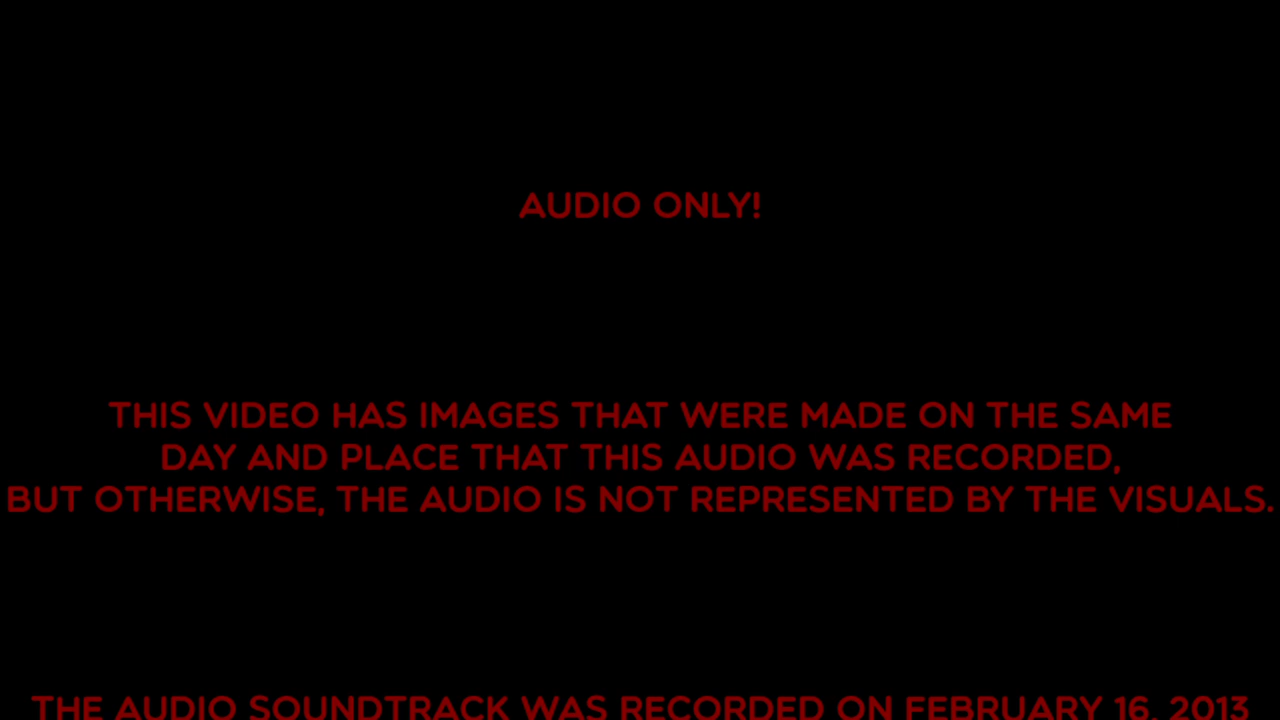 AUDIO ONLY!
THIS VIDEO HAS IMAGES THAT WERE MADE ON THE SAME
DAY AND PLACE THAT THIS AUDIO WAS RECORDED,
BUT OTHERWISE, THE AUDIO IS NOT REPRESENTED BY THE VISUALS.
THE AUDIO SOUNDTRACK WAS RECORDED ON FEBRUARY 16, 2013